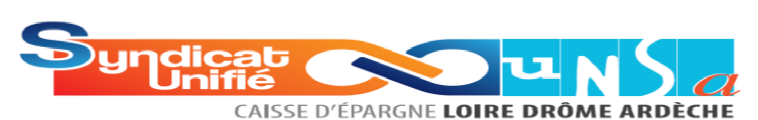 Syndicat Unifié uNSa
CAISSE D'ÉPARGNE LOIRE DRÔME ARDÈCHE